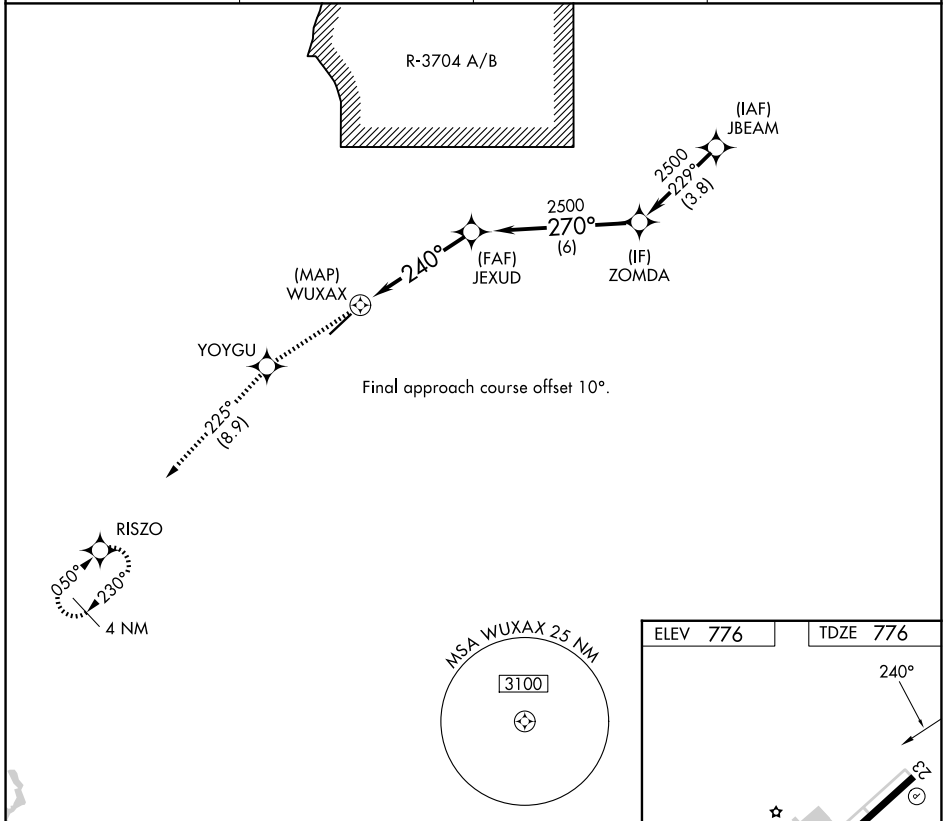 R-3704 A/B
(IAF)
JBEAM
2500
229°
(3.8)
2500
270°
(6)
(IF)
ZOMDA
(FAF)
JEXUD
240°
(MAP)
WUXAX
YOYGU
Final approach course offset 10°.
225°
(8.9)
RISZO
050°
230°
4 NM
MSA WUXAX 25 NM
3100
ELEV 776
TDZE 776
240°
23
P